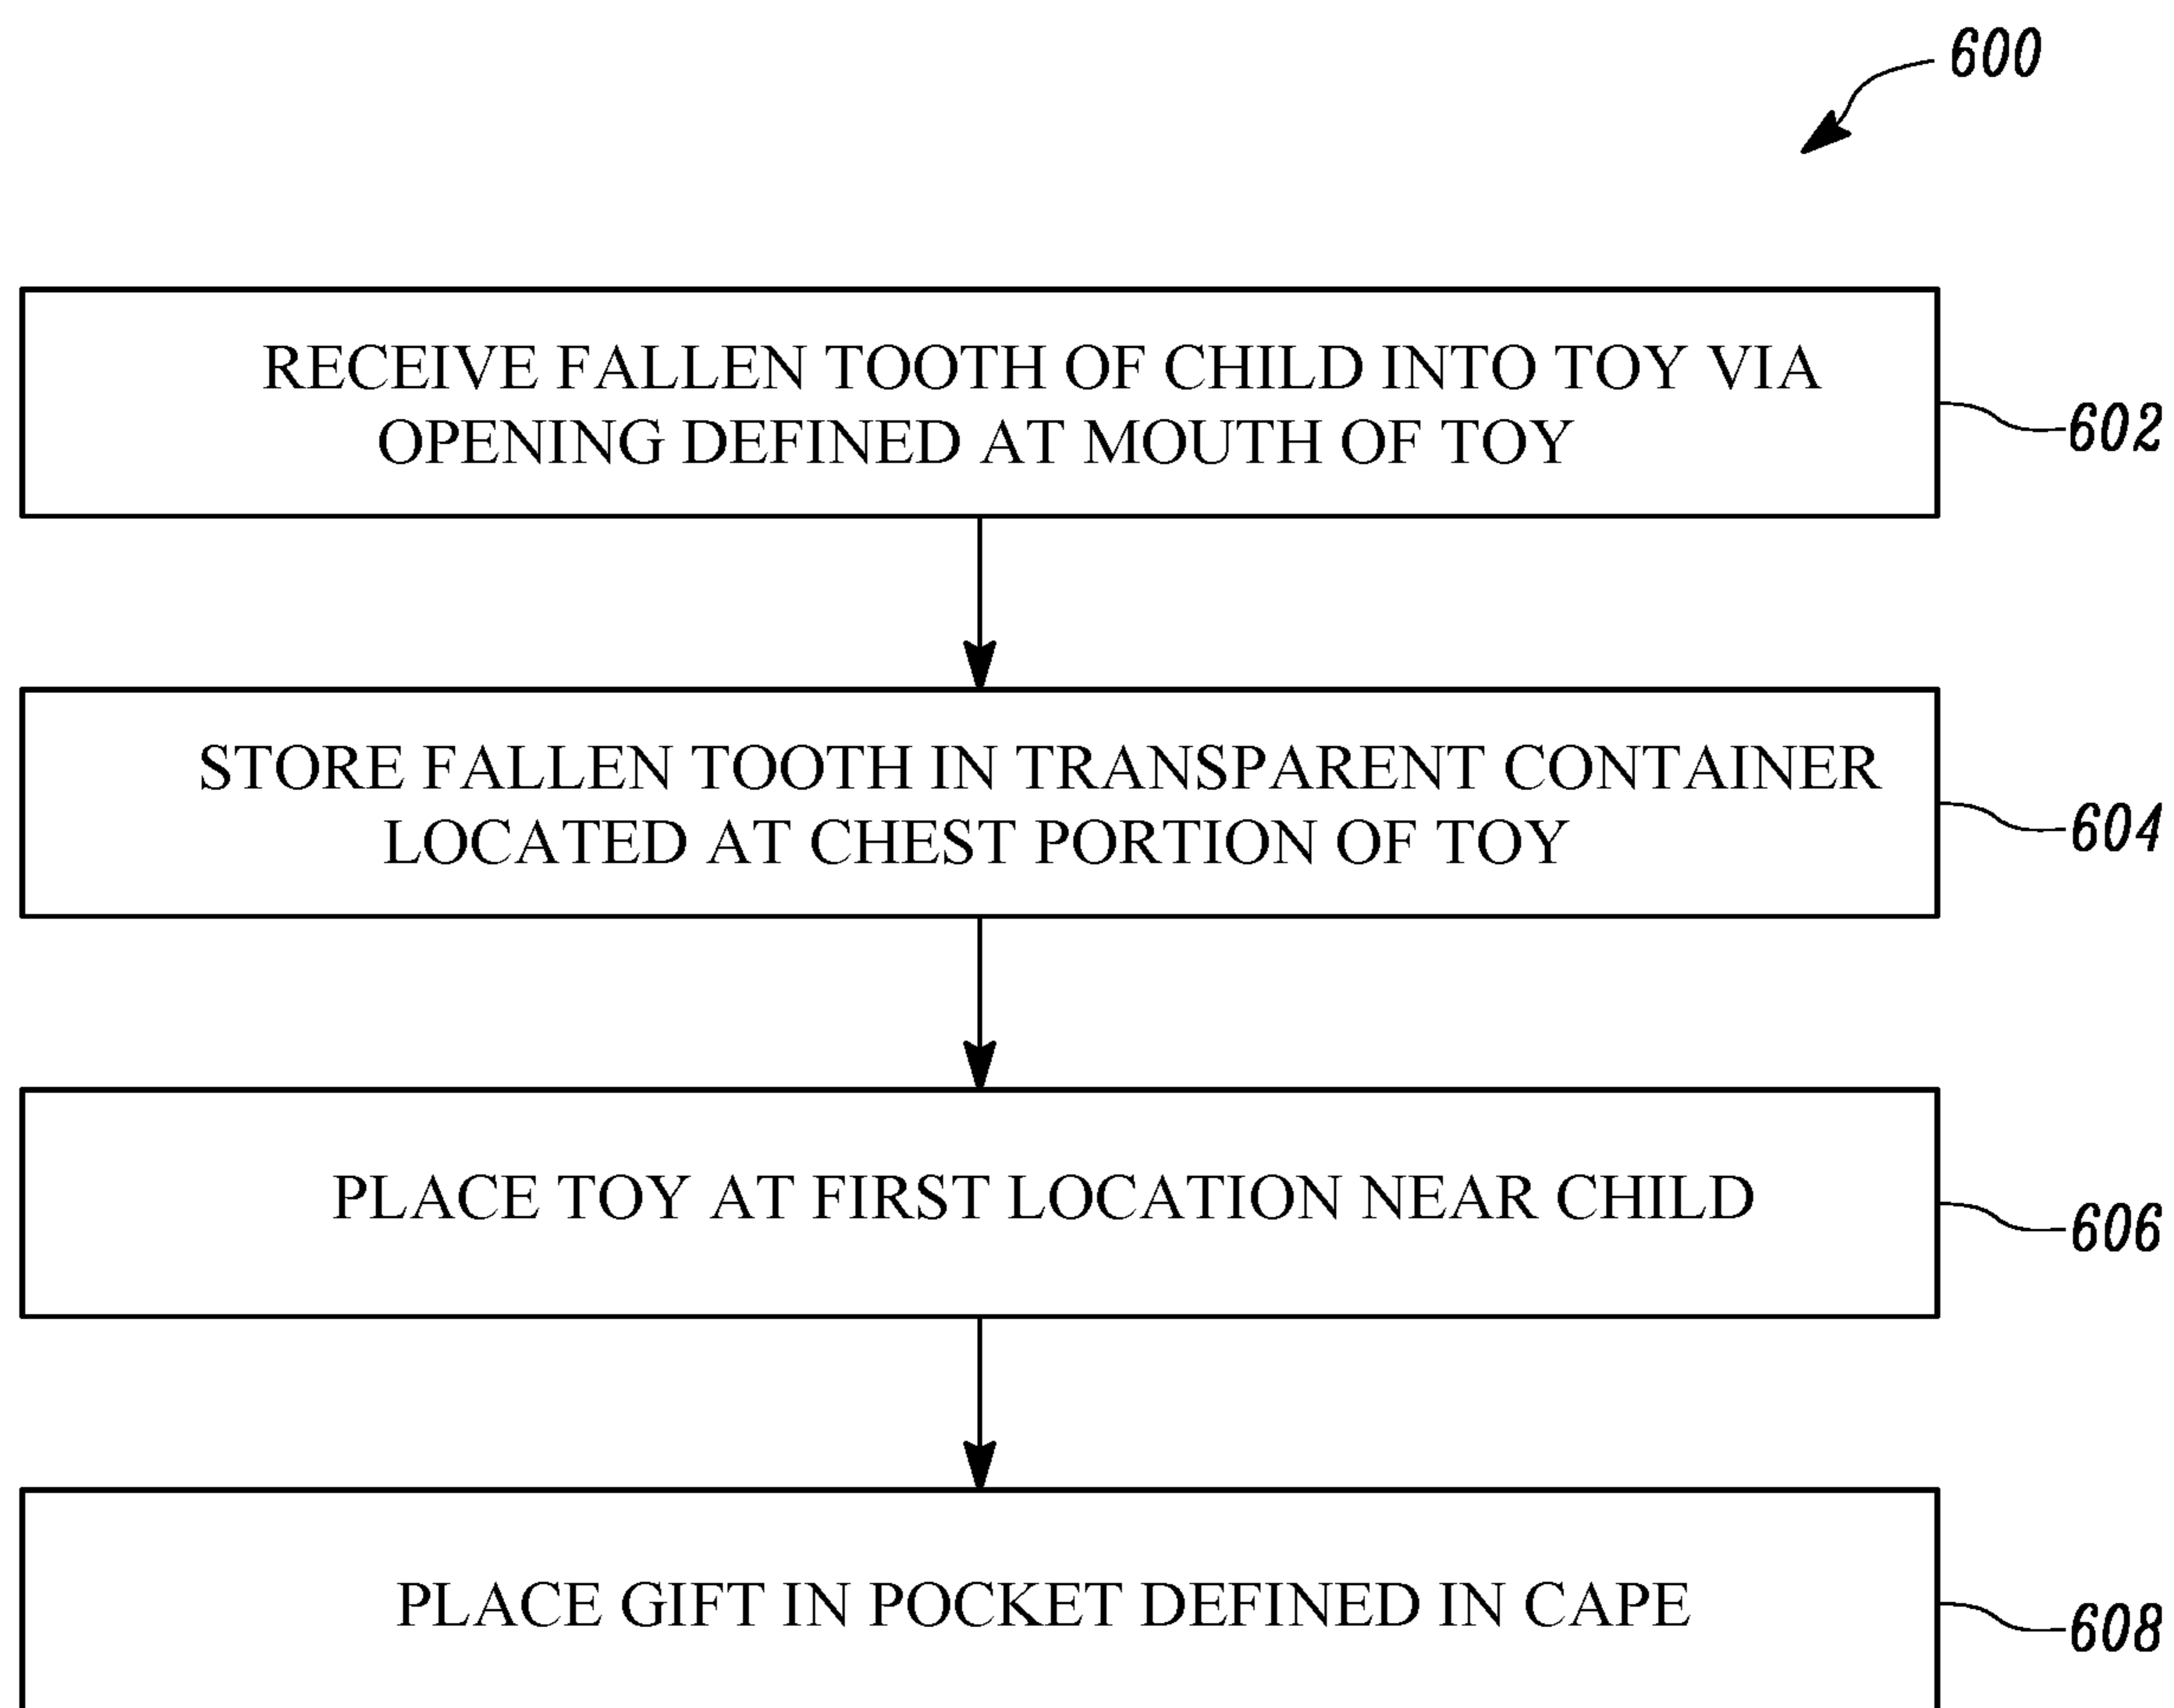 600
RECEIVE FALLEN TOOTH OF CHILD INTO TOY VIA
OPENING DEFINED AT MOUTH OF TOY
602
STORE FALLEN TOOTH IN TRANSPARENT CONTAINER
LOCATED AT CHEST PORTION OF TOY
604
PLACE TOY AT FIRST LOCATION NEAR CHILD
606
PLACE GIFT IN POCKET DEFINED IN CAPE
608